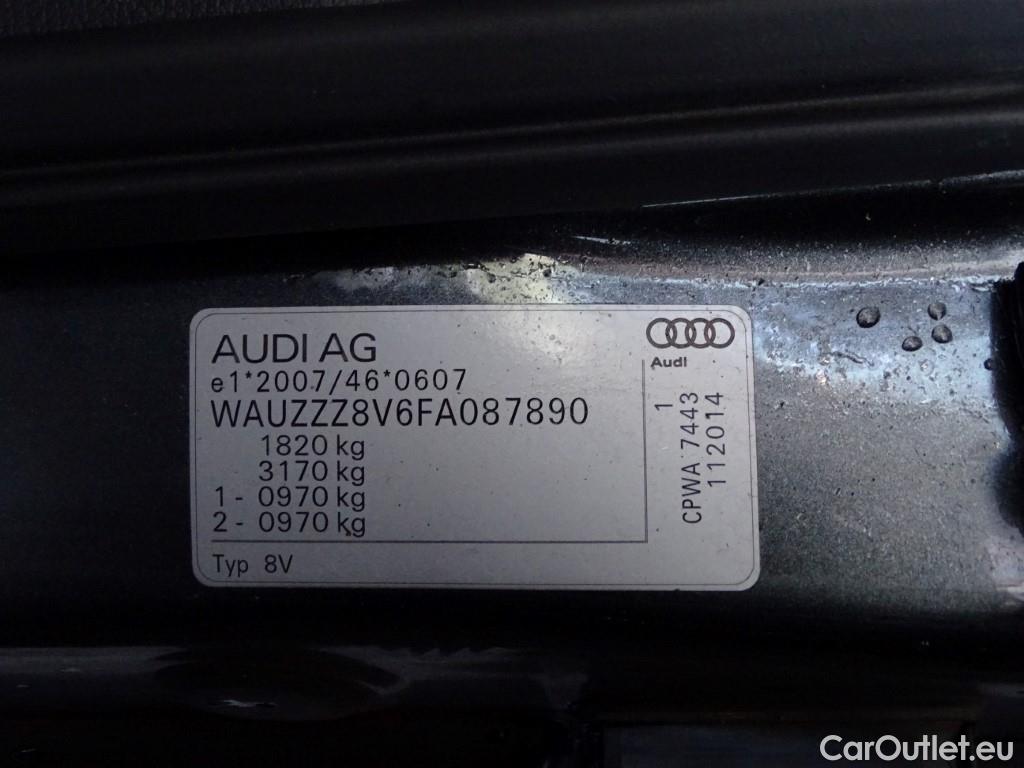 AUDI AG
e1*2007/46*0607
WAUZZZ8V6FA087890
1820 kg
3170 kg
1 - 0970 kg
2 - 0970 kg
Typ 8V
Audi
1
CPWA 7443
112014
CarOutlet.eu